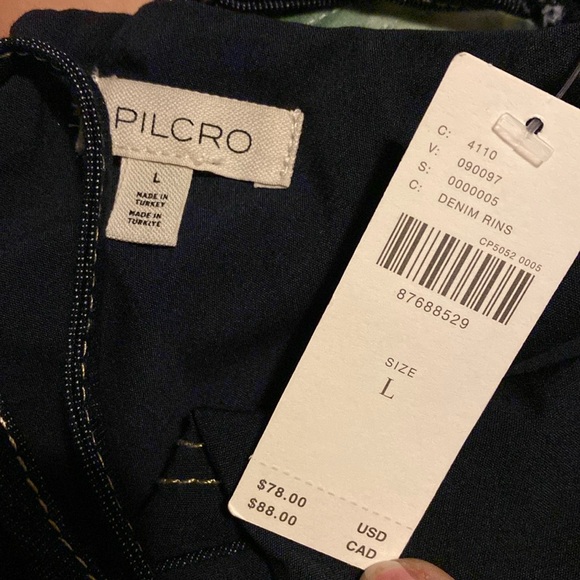 PILCRO
L
MADE IN
TURKEY
MADE IN
TURKIYE
C: 4110
V: 090097
S: 0000005
C: DENIM RINS
CP5052 0005
87688529
SIZE
L
$78.00 USD
$88.00 CAD